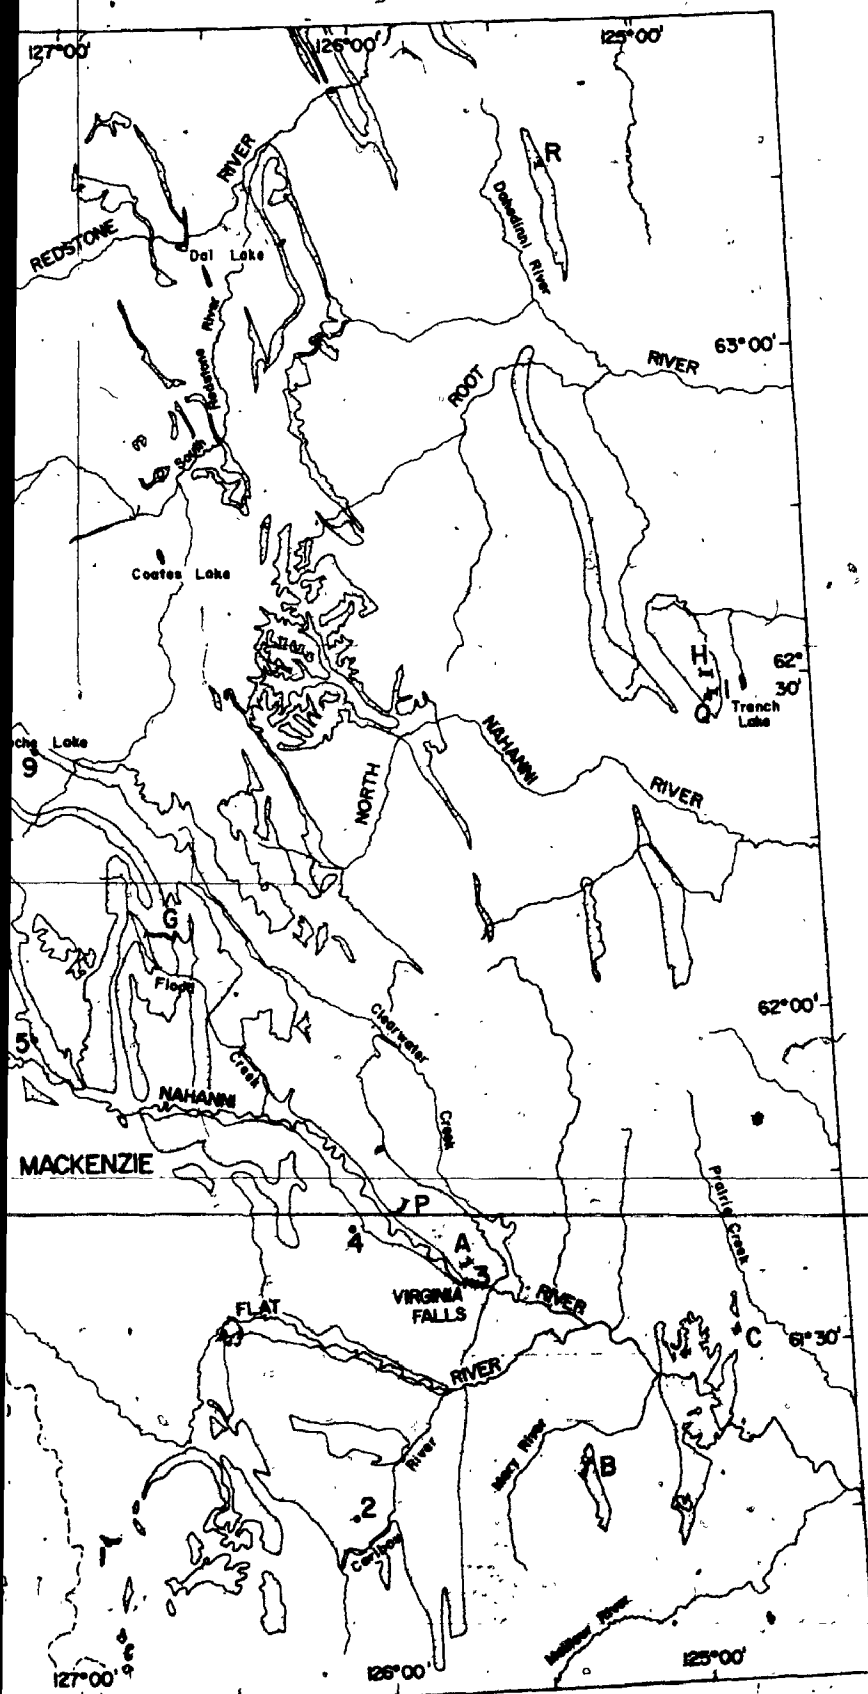 127°00'
126°00'
125°00'
RIVER
R
REDSTONE
Dal Lake
Dahadinni River
River
63°00'
Redstone
ROOT
RIVER
South
Coates Lake
H
62°
30'
Q
Trench
Lake
Lake
9
NORTH
NAHANNI
RIVER
G
Flood
62°00'
5
Clearwater
Creek
NAHANNI
Creek
MACKENZIE
Prairie Creek
P
4
A
3
VIRGINIA
FALLS
RIVER
FLAT
J
C
61°30'
RIVER
River
Mary River
B
2
Caribou
I
River
127°00'
126°00'
125°00'